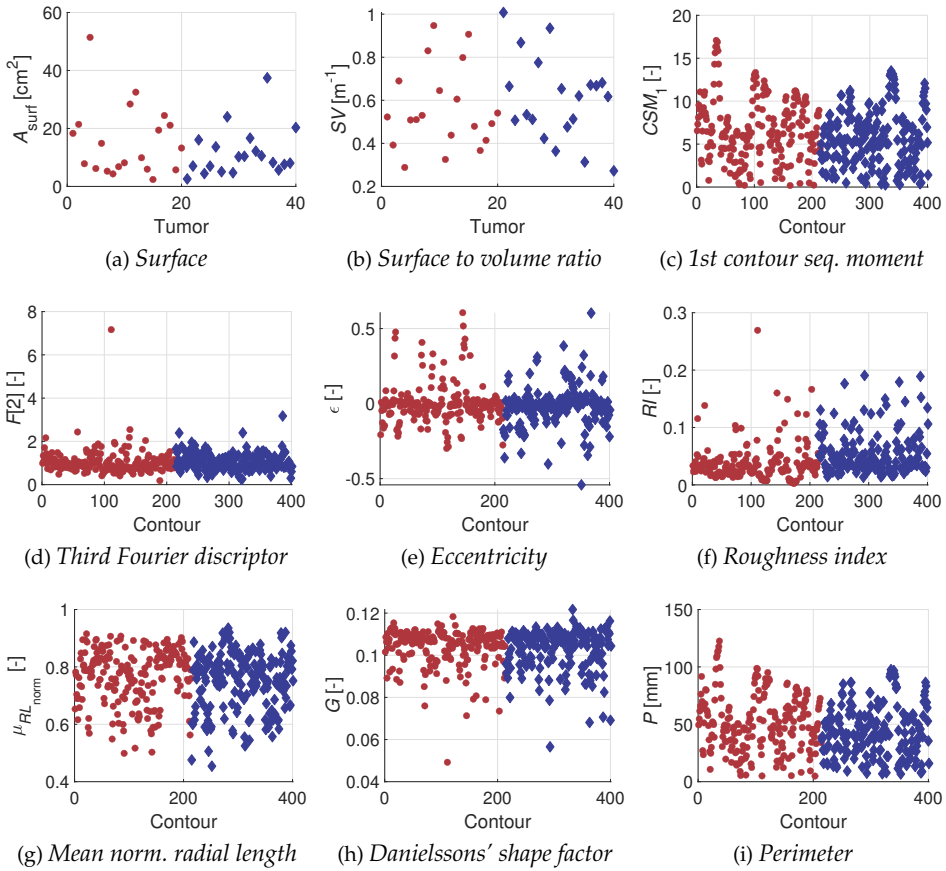 60
40
20
0
0
20
40
A_surf [cm²]
Tumor
(a) Surface
1
0.8
0.6
0.4
0.2
0
20
40
SV[m⁻¹]
Tumor
(b) Surface to volume ratio
20
15
10
5
0
0
100
200
300
400
CSM₁ [-]
Contour
(c) 1st contour seq. moment
8
6
4
2
0
0
100
200
300
400
F[2] [-]
Contour
(d) Third Fourier discriptor
0.5
0
-0.5
0
200
400
ϵ [-]
Contour
(e) Eccentricity
0.3
0.2
0.1
0
0
100
200
300
400
RI [-]
Contour
(f) Roughness index
1
0.8
0.6
0.4
0
200
400
μ_RL_norm [-]
Contour
(g) Mean norm. radial length
0.12
0.1
0.08
0.06
0.04
0
200
400
G [-]
Contour
(h) Danielssons' shape factor
150
100
50
0
0
100
200
300
400
P [mm]
Contour
(i) Perimeter